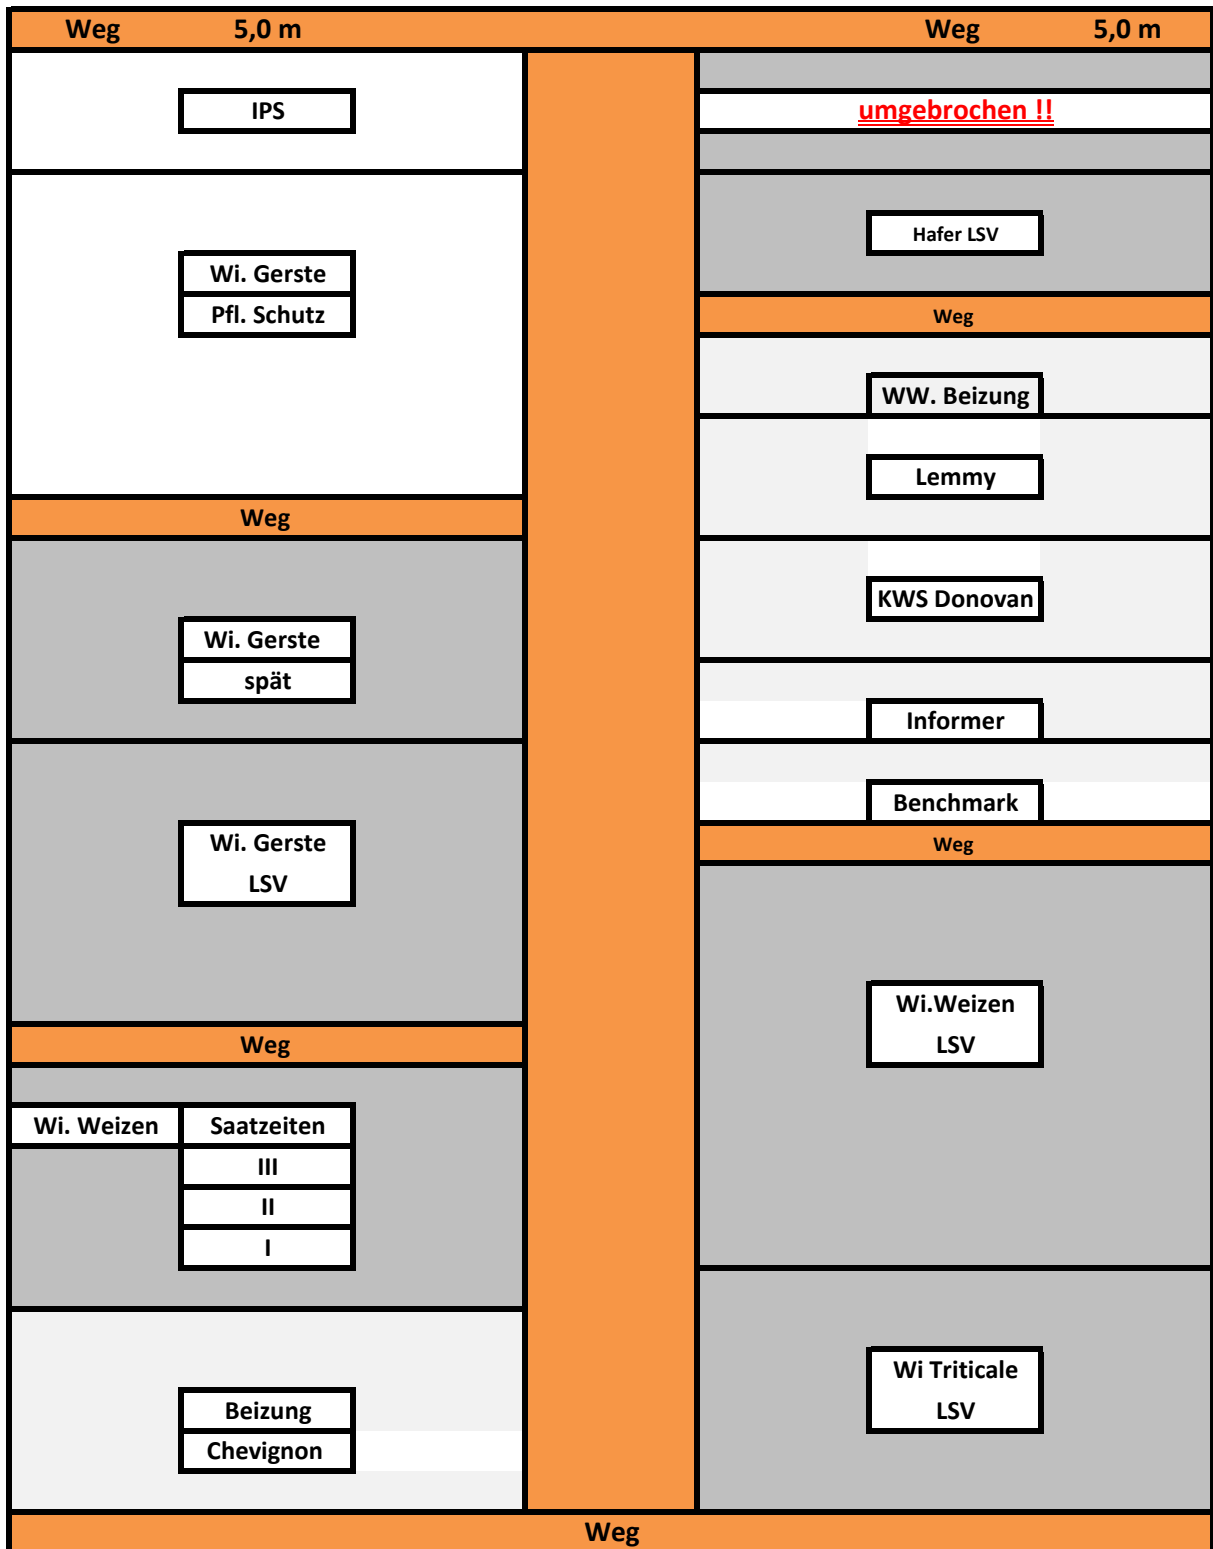 Weg 5,0 m Weg 5,0 m
IPS
Wi. Gerste
Pfl. Schutz
Weg
Wi. Gerste
spät
Wi. Gerste
LSV
Weg
Wi. Weizen Saatzeiten
III
II
I
Beizung
Chevignon
umgebrochen !!
Hafer LSV
Weg
WW. Beizung
Lemmy
KWS Donovan
Informer
Benchmark
Weg
Wi.Weizen
LSV
Wi Triticale
LSV
Weg